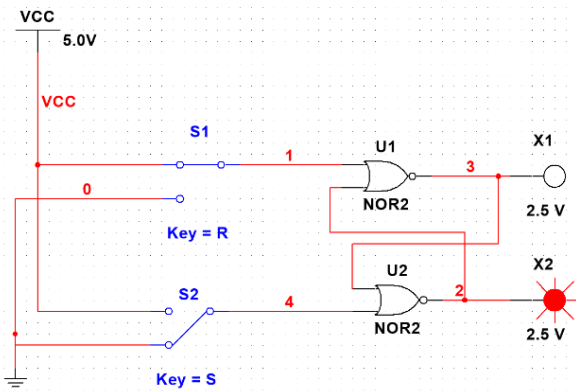 VCC
5.0V
VCC
S1
1
U1
3
X1
0
NOR2
2.5 V
Key = R
U2
X2
S2
4
2
NOR2
2.5 V
Key = S